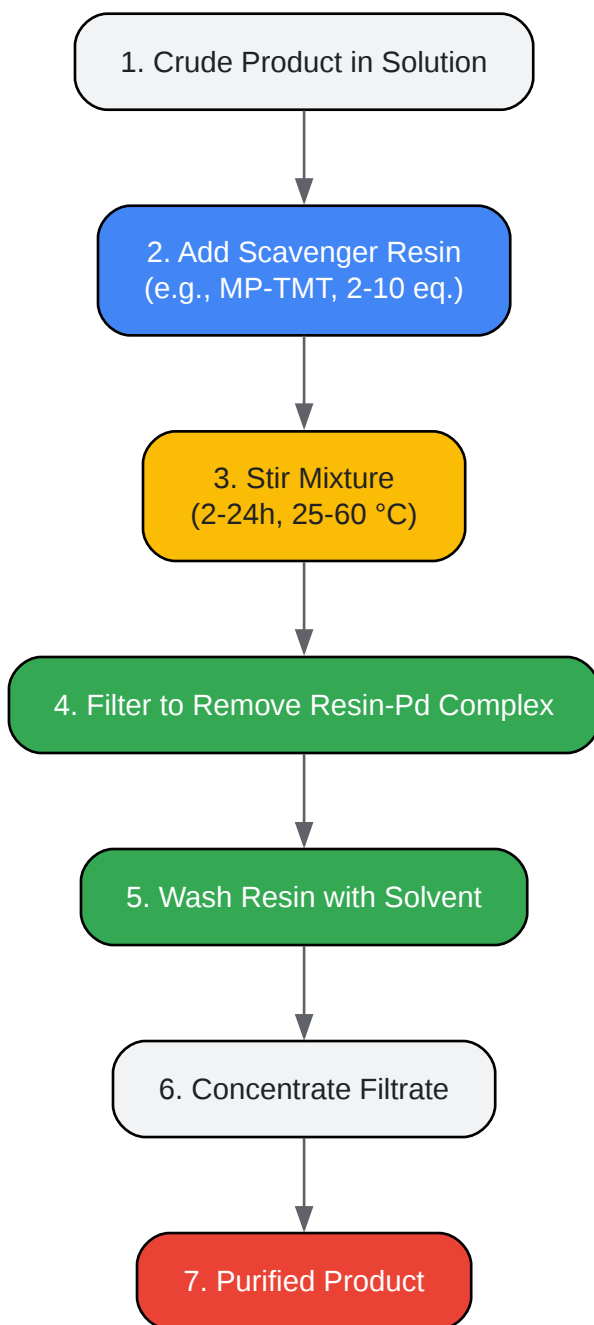 1. Crude Product in Solution
2. Add Scavenger Resin
(e.g., MP-TMT, 2-10 eq.)
3. Stir Mixture
(2-24h, 25-60 °C)
4. Filter to Remove Resin-Pd Complex
5. Wash Resin with Solvent
6. Concentrate Filtrate
7. Purified Product